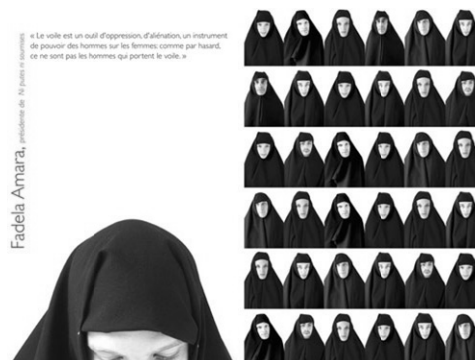 « Le voile est un outil d'oppression, d'aliénation, un instrument
de pouvoir des hommes sur les femmes: comme par hasard,
ce ne sont pas les hommes qui portent le voile. »
Fadela Amara, présidente de Ni putes ni soumises